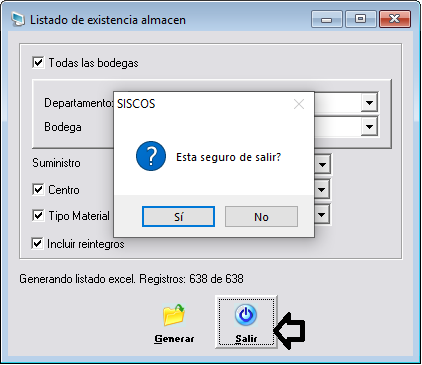 Listado de existencia almacen
Todas las bodegas
Departamento:
Bodega
SISCOS
Esta seguro de salir?
Sí
No
Suministro
Centro
Tipo Material
Incluir reintegros
Generando listado excel. Registros: 638 de 638
Generar
Salir